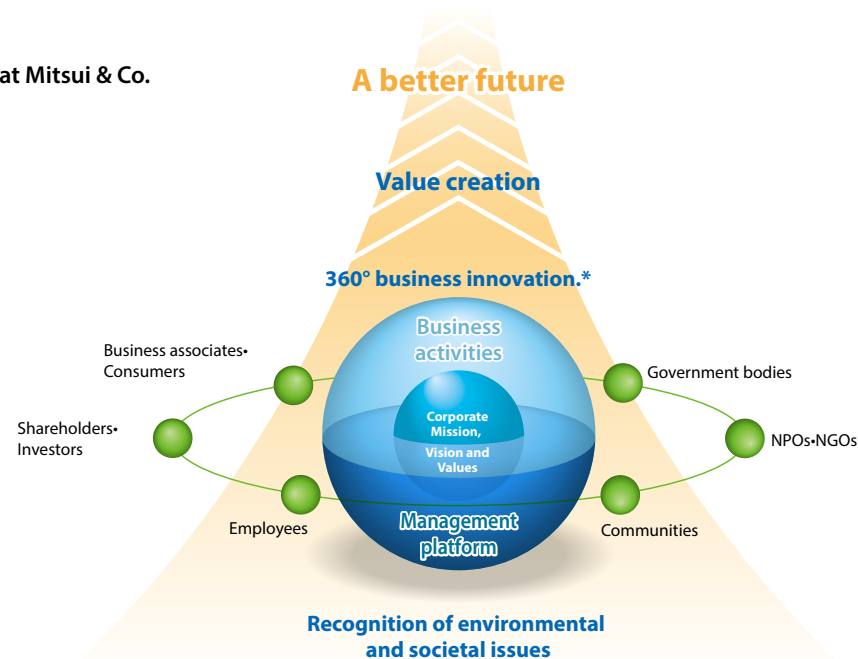 at Mitsui & Co.
A better future
Value creation
360° business innovation.*
Business
activities
Business associates•
Consumers
Government bodies
Shareholders•
Investors
Corporate
Mission,
Vision and
Values
NPOs•NGOs
Employees
Management
platform
Communities
Recognition of environmental
and societal issues